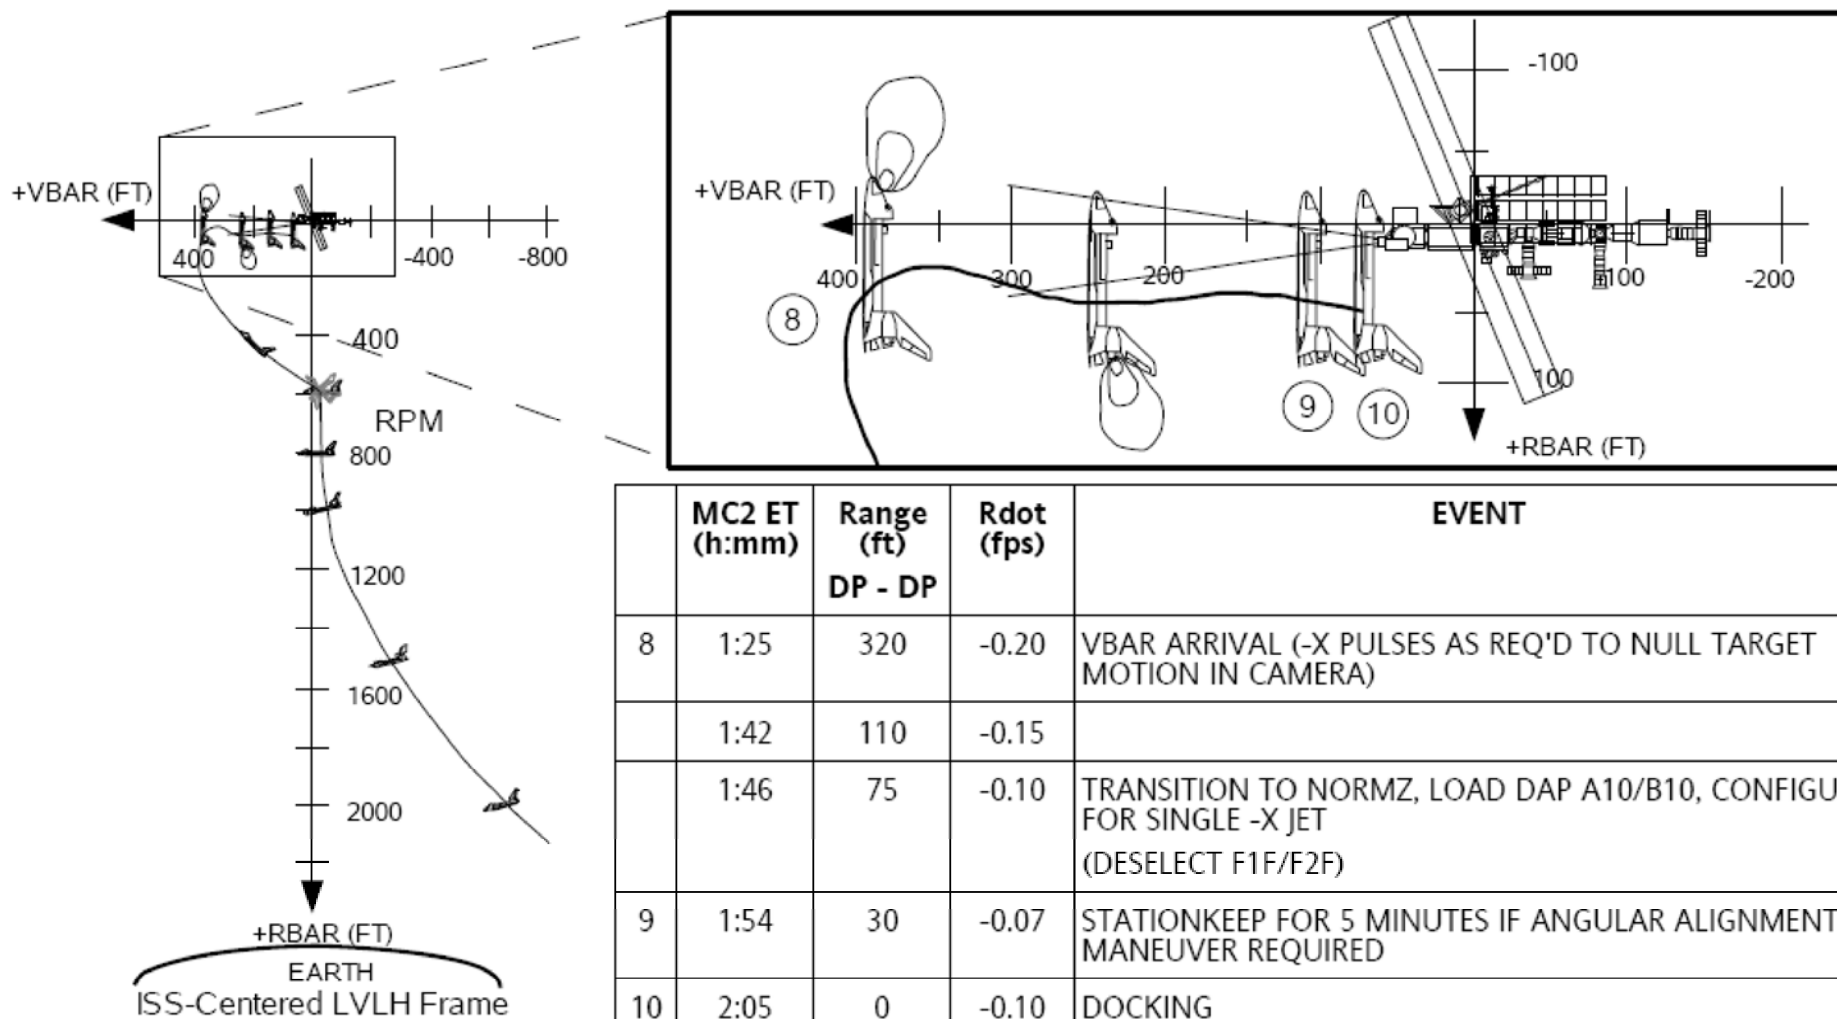 +VBAR (FT)
400
-400
-800
400
RPM
800
1200
1600
2000
+RBAR (FT)
EARTH
ISS-Centered LVLH Frame
-100
+VBAR (FT)
400
300
200
100
-200
8
9
10
100
+RBAR (FT)
MC2 ET (h:mm)
Range (ft) DP - DP
Rdot (fps)
EVENT
8 1:25 320 -0.20 VBAR ARRIVAL (-X PULSES AS REQ'D TO NULL TARGET
MOTION IN CAMERA)
1:42 110 -0.15
1:46 75 -0.10 TRANSITION TO NORMZ, LOAD DAP A10/B10, CONFIGU
FOR SINGLE -X JET
(DESELECT F1F/F2F)
9 1:54 30 -0.07 STATIONKEEP FOR 5 MINUTES IF ANGULAR ALIGNMENT
MANEUVER REQUIRED
10 2:05 0 -0.10 DOCKING